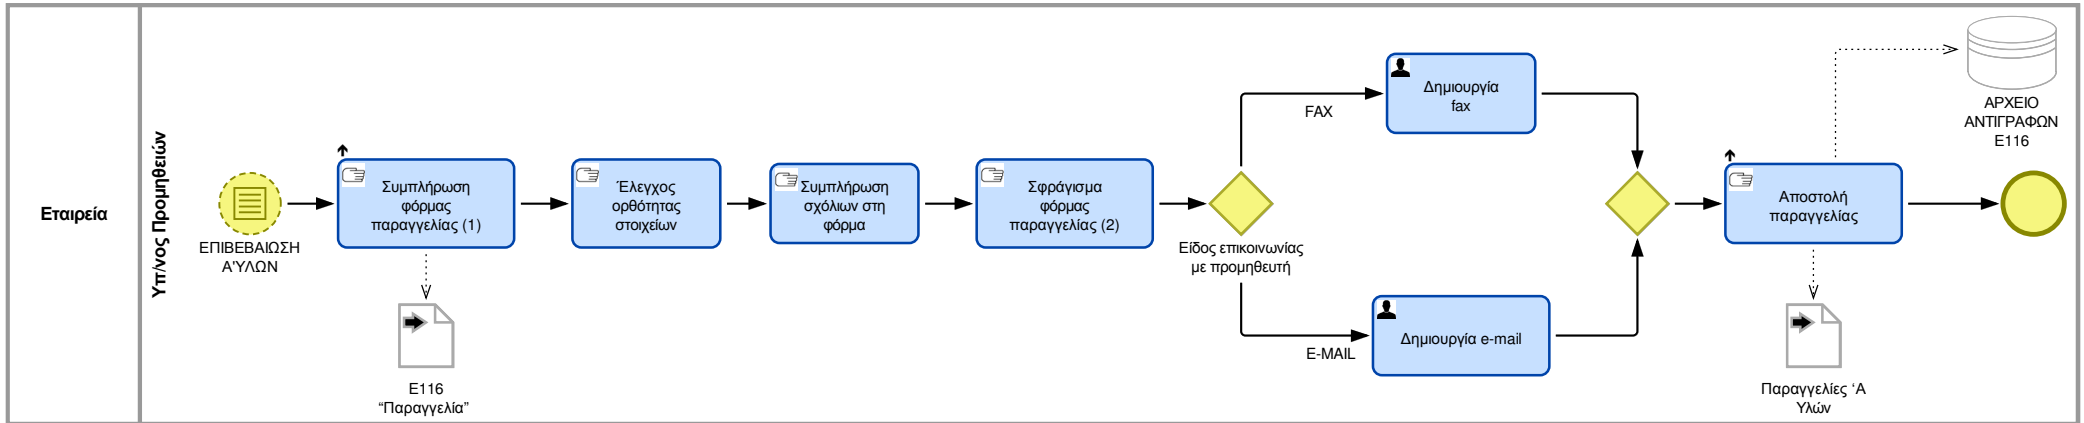 Εταιρεία
Υπ/νος Προμηθειών
ΕΠΙΒΕΒΑΙΩΣΗ
Α'ΥΛΩΝ
Συμπλήρωση
φόρμας
παραγγελίας (1)
Ε116
“Παραγγελία”
Έλεγχος
ορθότητας
στοιχείων
Συμπλήρωση
σχόλιων στη
φόρμα
Σφράγισμα
φόρμας
παραγγελίας (2)
Είδος επικοινωνίας
με προμηθευτή
FAX
Δημιουργία
fax
E-MAIL
Δημιουργία e-mail
Αποστολή
παραγγελίας
Παραγγελίες ‘Α
Υλών
ΑΡΧΕΙΟ
ΑΝΤΙΓΡΑΦΩΝ
Ε116